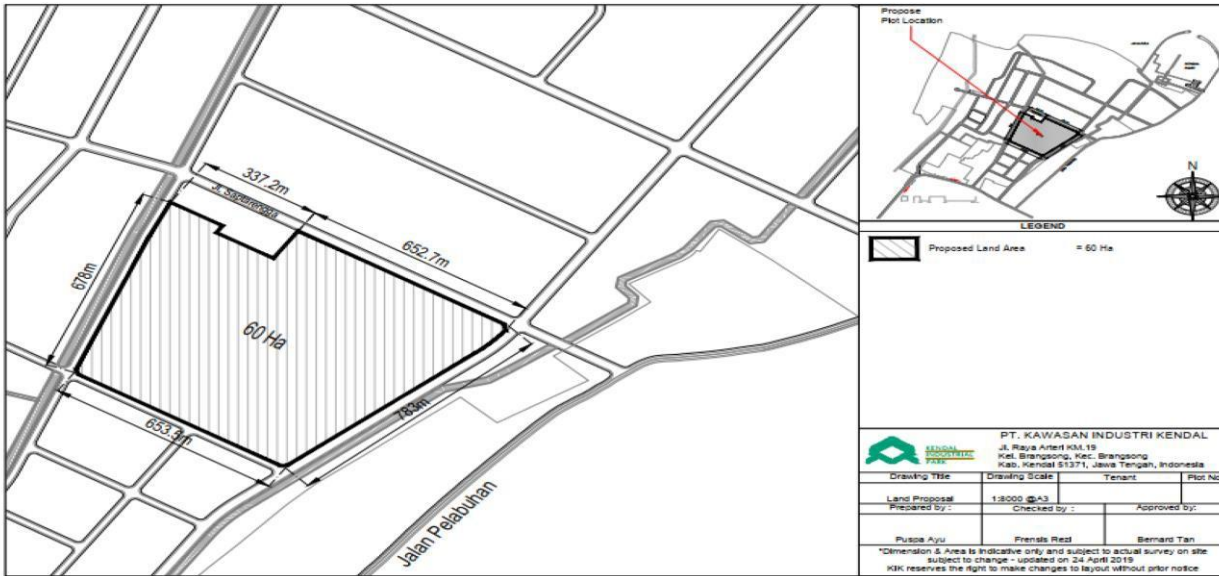 337.2m
Jl. Saptarengga
652.7m
678m
60 Ha
653.5m
783m
Jalan Pelabuhan
Propose
Plot Location
N
LEGEND
Proposed Land Area = 60 Ha
KENDAL
INDUSTRIAL
PARK
PT. KAWASAN INDUSTRI KENDAL
Jl. Raya Arteri KM.19
Kel. Brangsong, Kec. Brangsong
Kab. Kendal 51371, Jawa Tengah, Indonesia
Drawing Title Drawing Scale Tenant Plot No
Land Proposal 1:8000 @A3
Prepared by : Checked by : Approved by:
Puspa Ayu Frensis Rezi Bernard Tan
*Dimension & Area is indicative only and subject to actual survey on site
subject to change - updated on 24 April 2019
KIK reserves the right to make changes to layout without prior notice